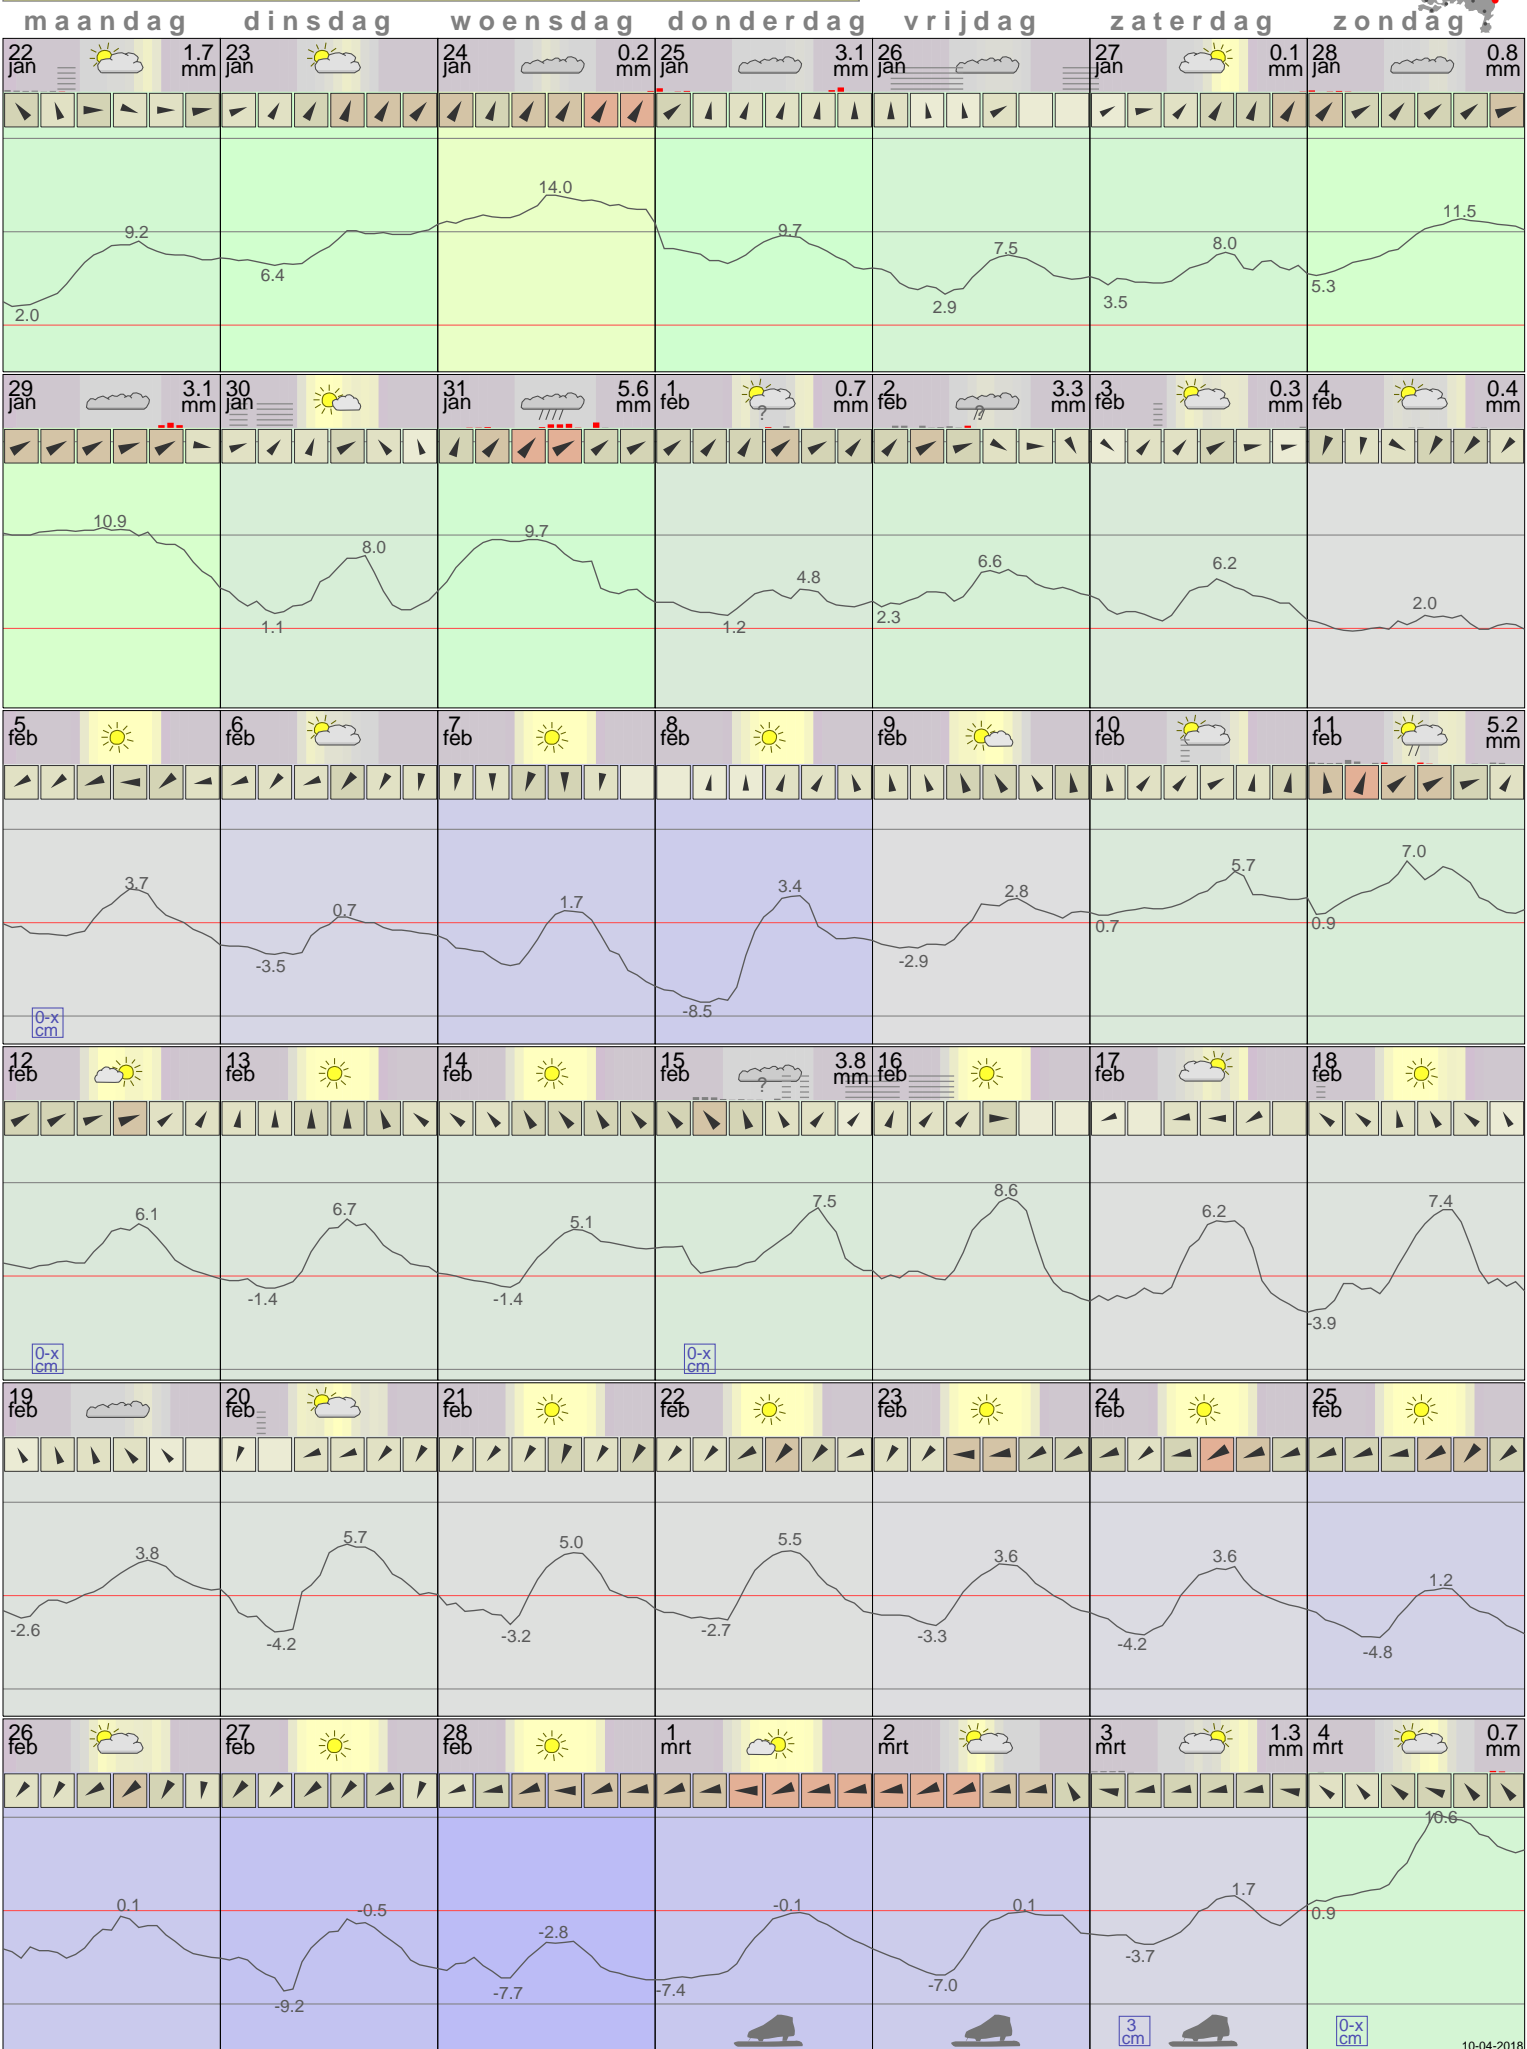 maandag dinsdag woensdag donderdag vrijdag zaterdag zondag
22 jan 1.7 mm
23 jan
24 jan 0.2 mm
25 jan 3.1 mm
26 jan
27 jan 0.1 mm
28 jan 0.8 mm
2.0 9.2 6.4 14.0 9.7 2.9 7.5 3.5 8.0 5.3 11.5
29 jan 3.1 mm
30 jan
31 jan 5.6 mm
1 feb ? 0.7 mm
2 feb ? 3.3 mm
3 feb 0.3 mm
4 feb 0.4 mm
10.9 1.1 8.0 9.7 1.2 4.8 2.3 6.6 6.2 2.0
5 feb
6 feb
7 feb
8 feb
9 feb
10 feb
11 feb 5.2 mm
3.7 -3.5 0.7 1.7 -8.5 3.4 -2.9 2.8 0.7 5.7 0.9 7.0
0-x cm
12 feb
13 feb
14 feb
15 feb ? 3.8 mm
16 feb
17 feb
18 feb
6.1 -1.4 6.7 -1.4 5.1 7.5 8.6 6.2 -3.9 7.4
0-x cm
0-x cm
19 feb
20 feb
21 feb
22 feb
23 feb
24 feb
25 feb
-2.6 3.8 -4.2 5.7 -3.2 5.0 -2.7 5.5 -3.3 3.6 -4.2 3.6 -4.8 1.2
26 feb
27 feb
28 feb
1 mrt
2 mrt
3 mrt 1.3 mm
4 mrt 0.7 mm
0.1 -9.2 -0.5 -7.7 -2.8 -7.4 -0.1 -7.0 0.1 -3.7 1.7 0.9 10.6
3 cm
0-x cm
10-04-2018